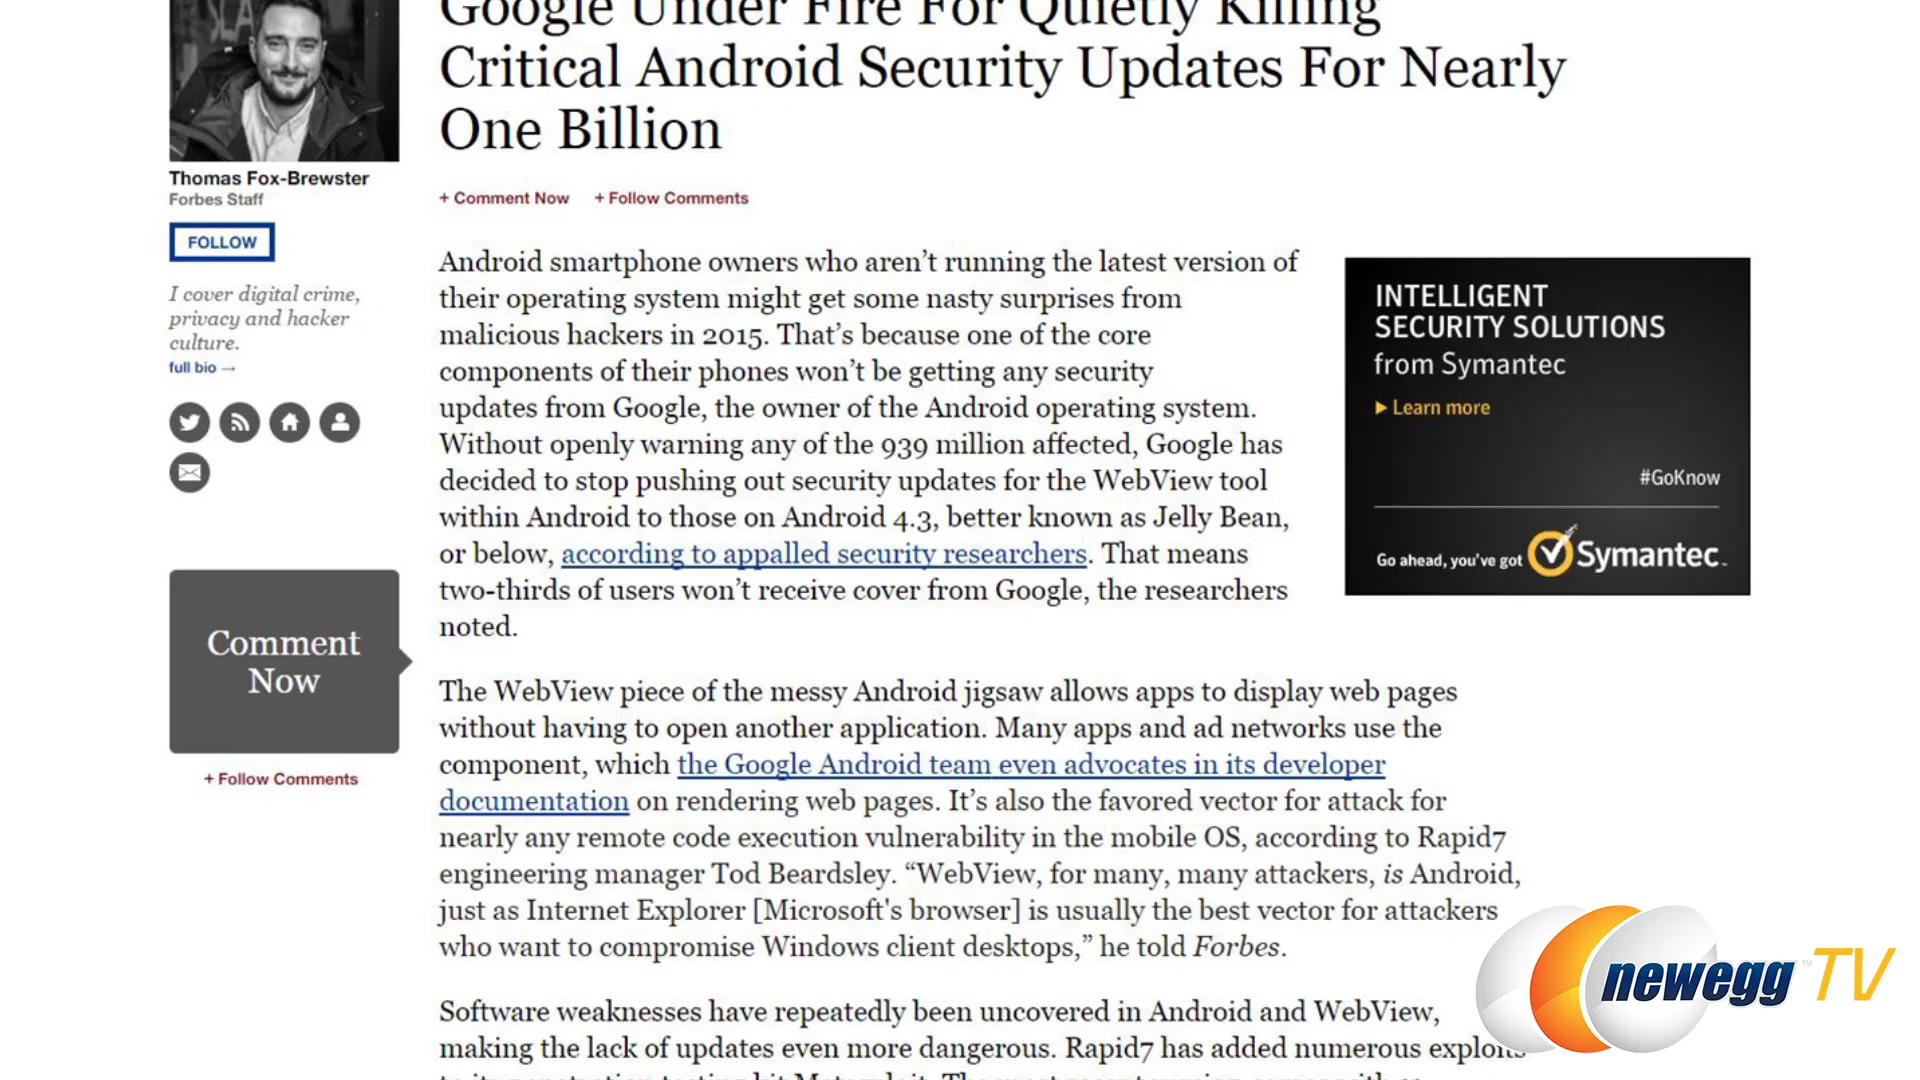 Google Under Fire For Quietly Killing
Critical Android Security Updates For Nearly
One Billion
Thomas Fox-Brewster
Forbes Staff
FOLLOW
I cover digital crime,
privacy and hacker
culture.
full bio →
Comment
Now
+ Follow Comments
+ Comment Now + Follow Comments
Android smartphone owners who aren’t running the latest version of
their operating system might get some nasty surprises from
malicious hackers in 2015. That’s because one of the core
components of their phones won’t be getting any security
updates from Google, the owner of the Android operating system.
Without openly warning any of the 939 million affected, Google has
decided to stop pushing out security updates for the WebView tool
within Android to those on Android 4.3, better known as Jelly Bean,
or below, according to appalled security researchers. That means
two-thirds of users won’t receive cover from Google, the researchers
noted.
The WebView piece of the messy Android jigsaw allows apps to display web pages
without having to open another application. Many apps and ad networks use the
component, which the Google Android team even advocates in its developer
documentation on rendering web pages. It’s also the favored vector for attack for
nearly any remote code execution vulnerability in the mobile OS, according to Rapid7
engineering manager Tod Beardsley. “WebView, for many, many attackers, is Android,
just as Internet Explorer [Microsoft's browser] is usually the best vector for attackers
who want to compromise Windows client desktops,” he told Forbes.
Software weaknesses have repeatedly been uncovered in Android and WebView,
making the lack of updates even more dangerous. Rapid7 has added numerous exploits
INTELLIGENT
SECURITY SOLUTIONS
from Symantec
Learn more
#GoKnow
Go ahead, you’ve got Symantec.
newegg TV